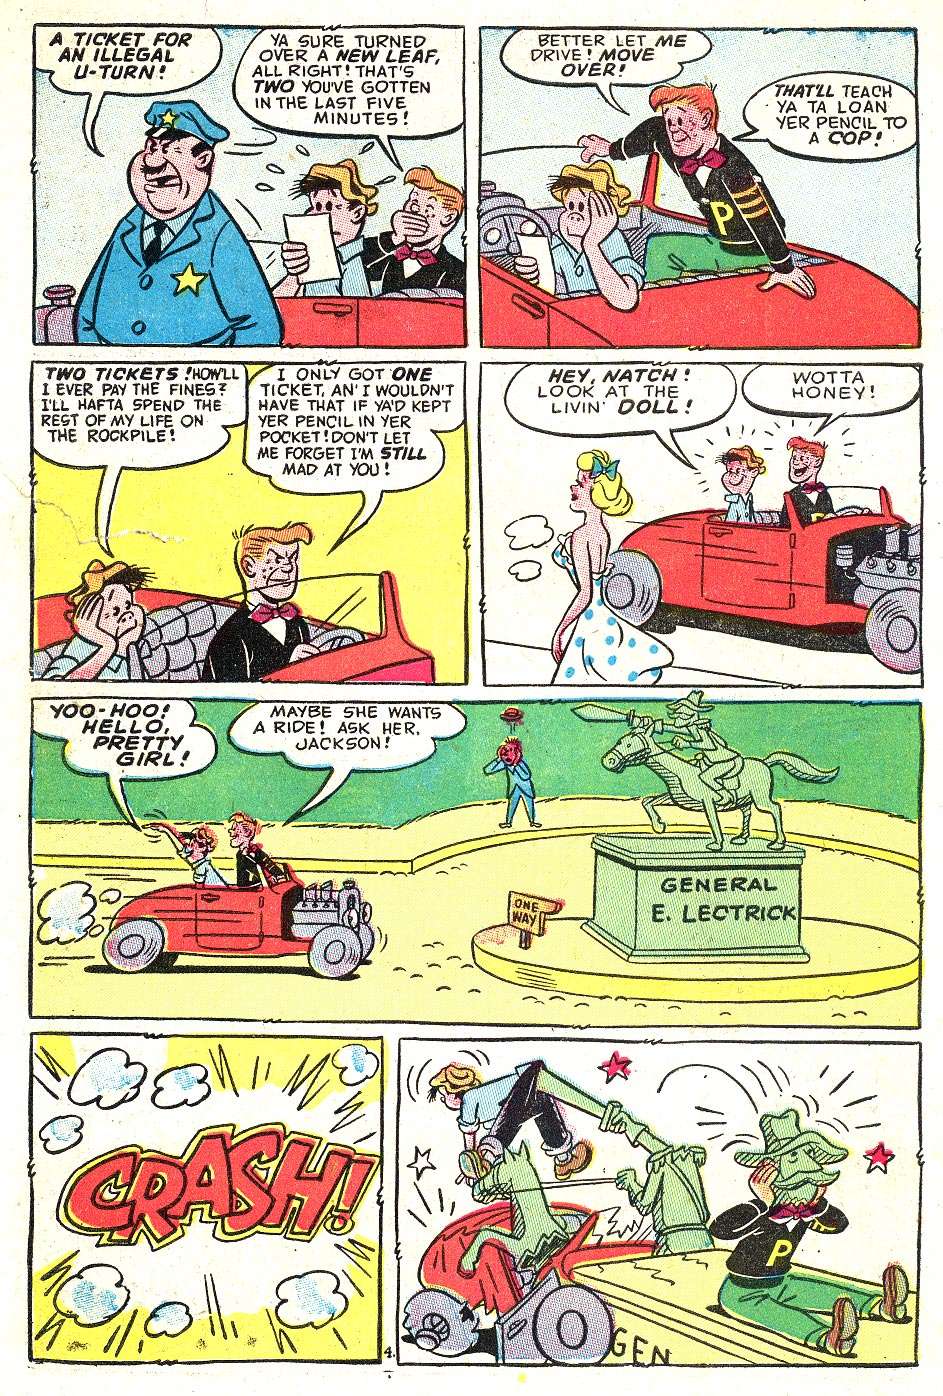 A TICKET FOR
AN ILLEGAL
U-TURN!
YA SURE TURNED
OVER A NEW LEAF,
ALL RIGHT! THAT'S
TWO YOU'VE GOTTEN
IN THE LAST FIVE
MINUTES!
BETTER LET ME
DRIVE! MOVE
OVER!
THAT'LL TEACH
YA TA LOAN
YER PENCIL TO
A COP!
P
TWO TICKETS! HOW'LL
I EVER PAY THE FINES?
I'LL HAFTA SPEND THE
REST OF MY LIFE ON
THE ROCKPILE!
I ONLY GOT ONE
TICKET, AN' I WOULDN'T
HAVE THAT IF YA'D KEPT
YER PENCIL IN YER
POCKET! DON'T LET
ME FORGET I'M STILL
MAD AT YOU!
HEY, NATCH!
LOOK AT THE
LIVIN' DOLL!
WOTTA
HONEY!
P
YOO-HOO!
HELLO,
PRETTY
GIRL!
MAYBE SHE WANTS
A RIDE! ASK HER,
JACKSON!
ONE
WAY
GENERAL
E. LECTRICK
CRASH!
P
GEN
4.